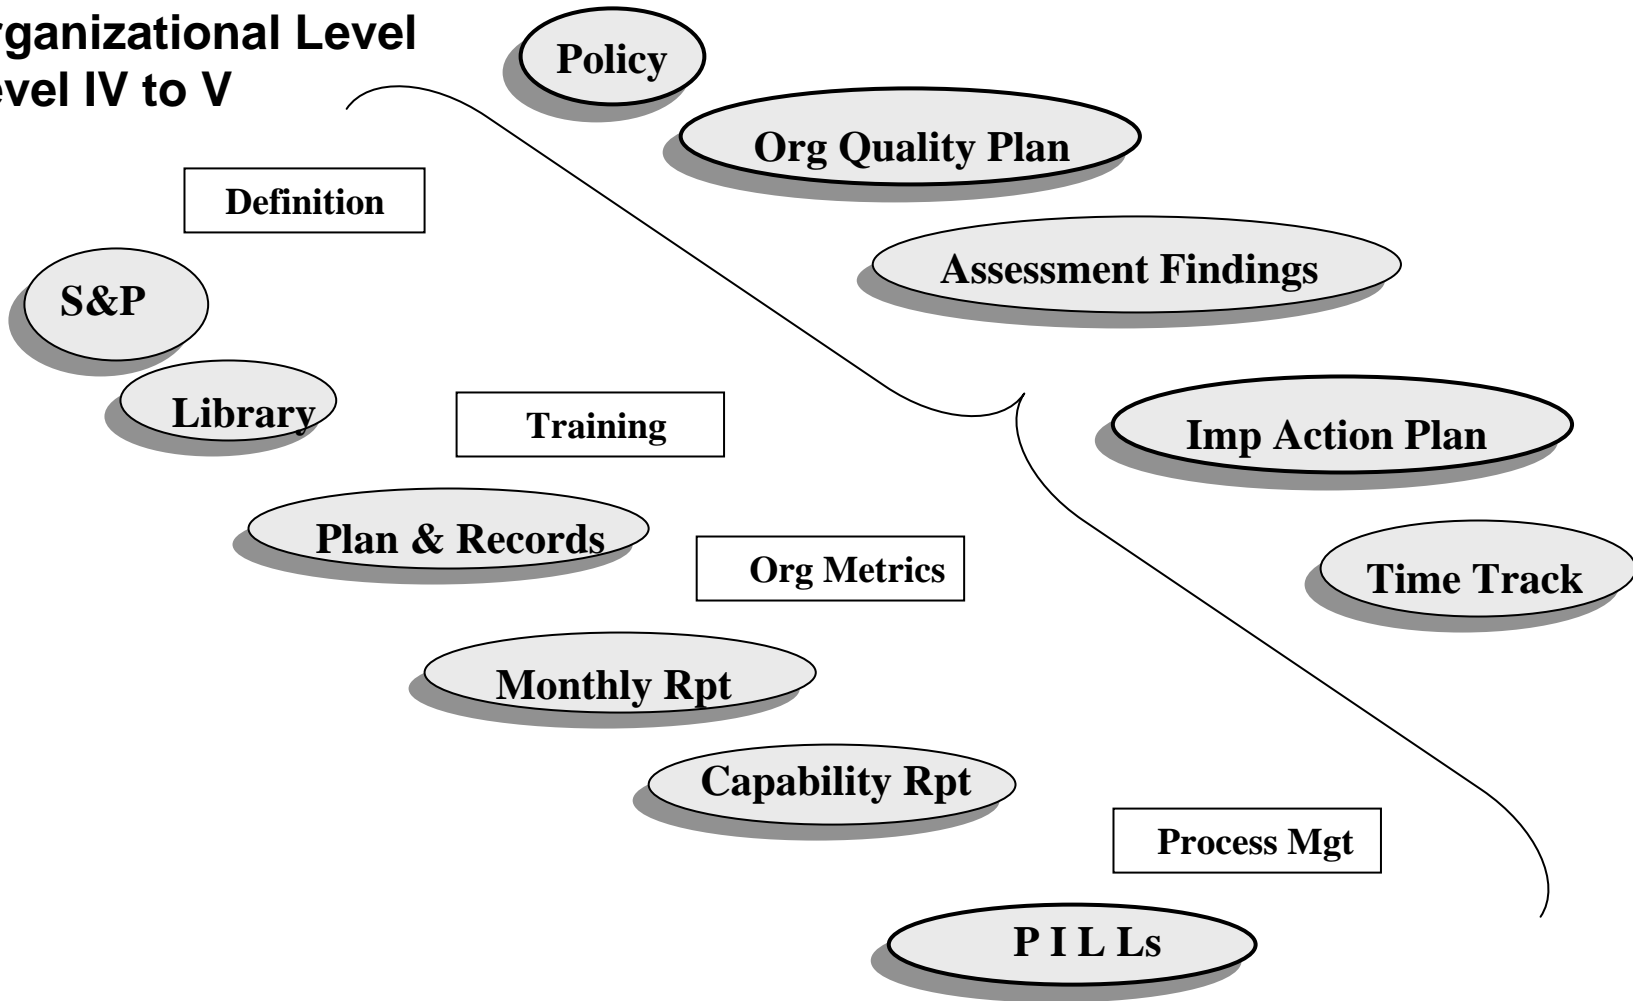 rganizational Level
evel IV to V
Policy
Org Quality Plan
Definition
Assessment Findings
S&P
Library
Training
Imp Action Plan
Plan & Records
Org Metrics
Time Track
Monthly Rpt
Capability Rpt
Process Mgt
P I L Ls